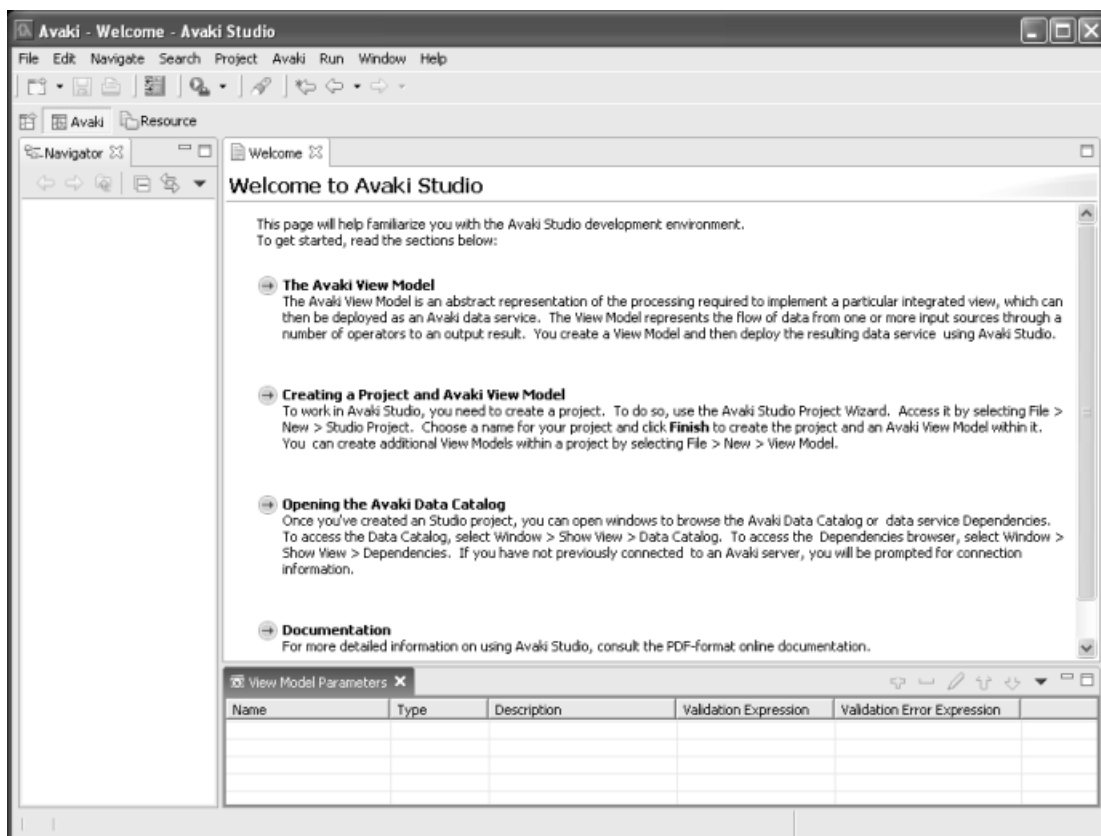 Avaki - Welcome - Avaki Studio
File Edit Navigate Search Project Avaki Run Window Help
Avaki Resource
Navigator
Welcome
Welcome to Avaki Studio
This page will help familiarize you with the Avaki Studio development environment.
To get started, read the sections below:
The Avaki View Model
The Avaki View Model is an abstract representation of the processing required to implement a particular integrated view, which can
then be deployed as an Avaki data service. The View Model represents the flow of data from one or more input sources through a
number of operators to an output result. You create a View Model and then deploy the resulting data service using Avaki Studio.
Creating a Project and Avaki View Model
To work in Avaki Studio, you need to create a project. To do so, use the Avaki Studio Project Wizard. Access it by selecting File >
New > Studio Project. Choose a name for your project and click Finish to create the project and an Avaki View Model within it.
You can create additional View Models within a project by selecting File > New > View Model.
Opening the Avaki Data Catalog
Once you've created an Studio project, you can open windows to browse the Avaki Data Catalog or data service Dependencies.
To access the Data Catalog, select Window > Show View > Data Catalog. To access the Dependencies browser, select Window >
Show View > Dependencies. If you have not previously connected to an Avaki server, you will be prompted for connection
information.
Documentation
For more detailed information on using Avaki Studio, consult the PDF-format online documentation.
View Model Parameters
Name Type Description Validation Expression Validation Error Expression